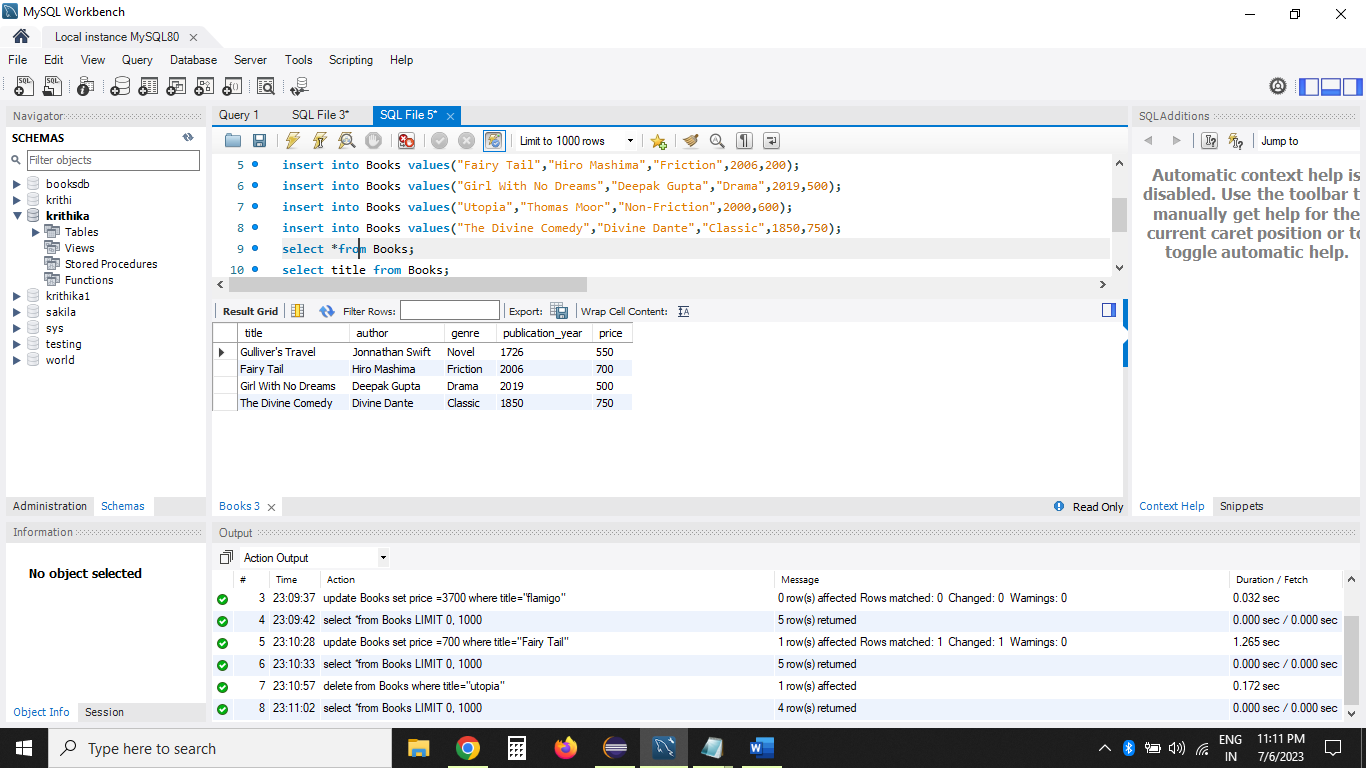 MySQL Workbench
Local instance MySQL80
File Edit View Query Database Server Tools Scripting Help
Navigator
SCHEMAS
Filter objects
booksdb
krithi
krithika
Tables
Views
Stored Procedures
Functions
krithika1
sakila
sys
testing
world
Administration Schemas
Information
No object selected
Object Info Session
Query 1 SQL File 3* SQL File 5*
Limit to 1000 rows
5 insert into Books values("Fairy Tail","Hiro Mashima","Friction",2006,200);
6 insert into Books values("Girl With No Dreams","Deepak Gupta","Drama",2019,500);
7 insert into Books values("Utopia","Thomas Moor","Non-Friction",2000,600);
8 insert into Books values("The Divine Comedy","Divine Dante","Classic",1850,750);
9 select *from Books;
10 select title from Books;
Result Grid Filter Rows: Export: Wrap Cell Content:
title author genre publication_year price
Gulliver's Travel Jonnathan Swift Novel 1726 550
Fairy Tail Hiro Mashima Friction 2006 700
Girl With No Dreams Deepak Gupta Drama 2019 500
The Divine Comedy Divine Dante Classic 1850 750
Books 3 Read Only
SQLAdditions
Jump to
Automatic context help is
disabled. Use the toolbar t
manually get help for the
current caret position or to
toggle automatic help.
Context Help Snippets
Output
Action Output
# Time Action Message Duration / Fetch
3 23:09:37 update Books set price =3700 where title="flamigo" 0 row(s) affected Rows matched: 0 Changed: 0 Warnings: 0 0.032 sec
4 23:09:42 select *from Books LIMIT 0, 1000 5 row(s) returned 0.000 sec / 0.000 sec
5 23:10:28 update Books set price =700 where title="Fairy Tail" 1 row(s) affected Rows matched: 1 Changed: 1 Warnings: 0 1.265 sec
6 23:10:33 select *from Books LIMIT 0, 1000 5 row(s) returned 0.000 sec / 0.000 sec
7 23:10:57 delete from Books where title="utopia" 1 row(s) affected 0.172 sec
8 23:11:02 select *from Books LIMIT 0, 1000 4 row(s) returned 0.000 sec / 0.000 sec
Type here to search
ENG
IN
11:11 PM
7/6/2023